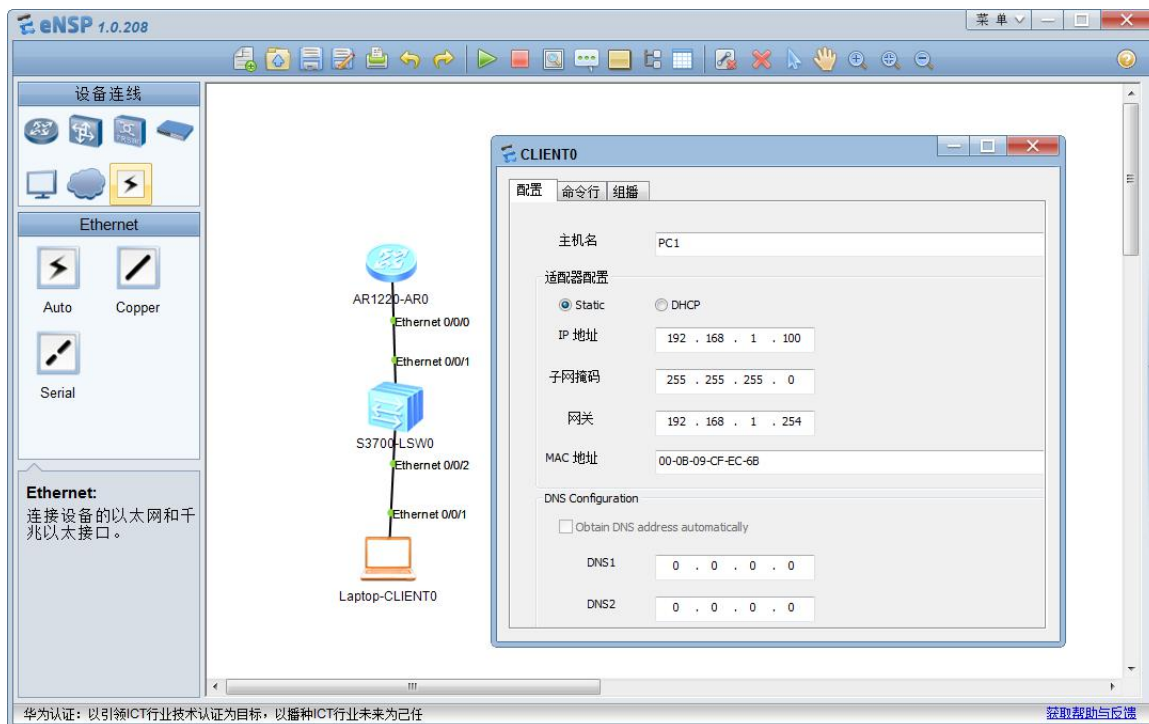 eNSP 1.0.208
菜 单
设备连线
Ethernet
Auto
Copper
Serial
Ethernet:
连接设备的以太网和千
兆以太接口。
AR1220-AR0
Ethernet 0/0/0
Ethernet 0/0/1
S3700-LSW0
Ethernet 0/0/2
Ethernet 0/0/1
Laptop-CLIENT0
CLIENT0
配置 命令行 组播
主机名 PC1
适配器配置
Static DHCP
IP 地址 192 . 168 . 1 . 100
子网掩码 255 . 255 . 255 . 0
网关 192 . 168 . 1 . 254
MAC 地址 00-0B-09-CF-EC-6B
DNS Configuration
Obtain DNS address automatically
DNS1 0 . 0 . 0 . 0
DNS2 0 . 0 . 0 . 0
华为认证：以引领ICT行业技术认证为目标，以播种ICT行业未来为己任
获取帮助与反馈